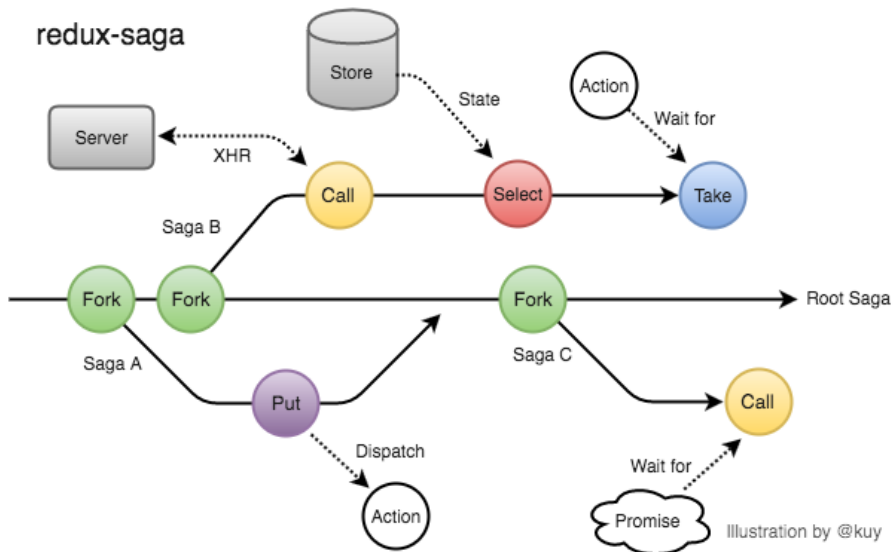 redux-saga
Store
Action
Server
State
Wait for
XHR
Call
Select
Take
Saga B
Fork
Fork
Fork
Root Saga
Saga A
Saga C
Put
Call
Dispatch
Wait for
Action
Promise
Illustration by @kuy